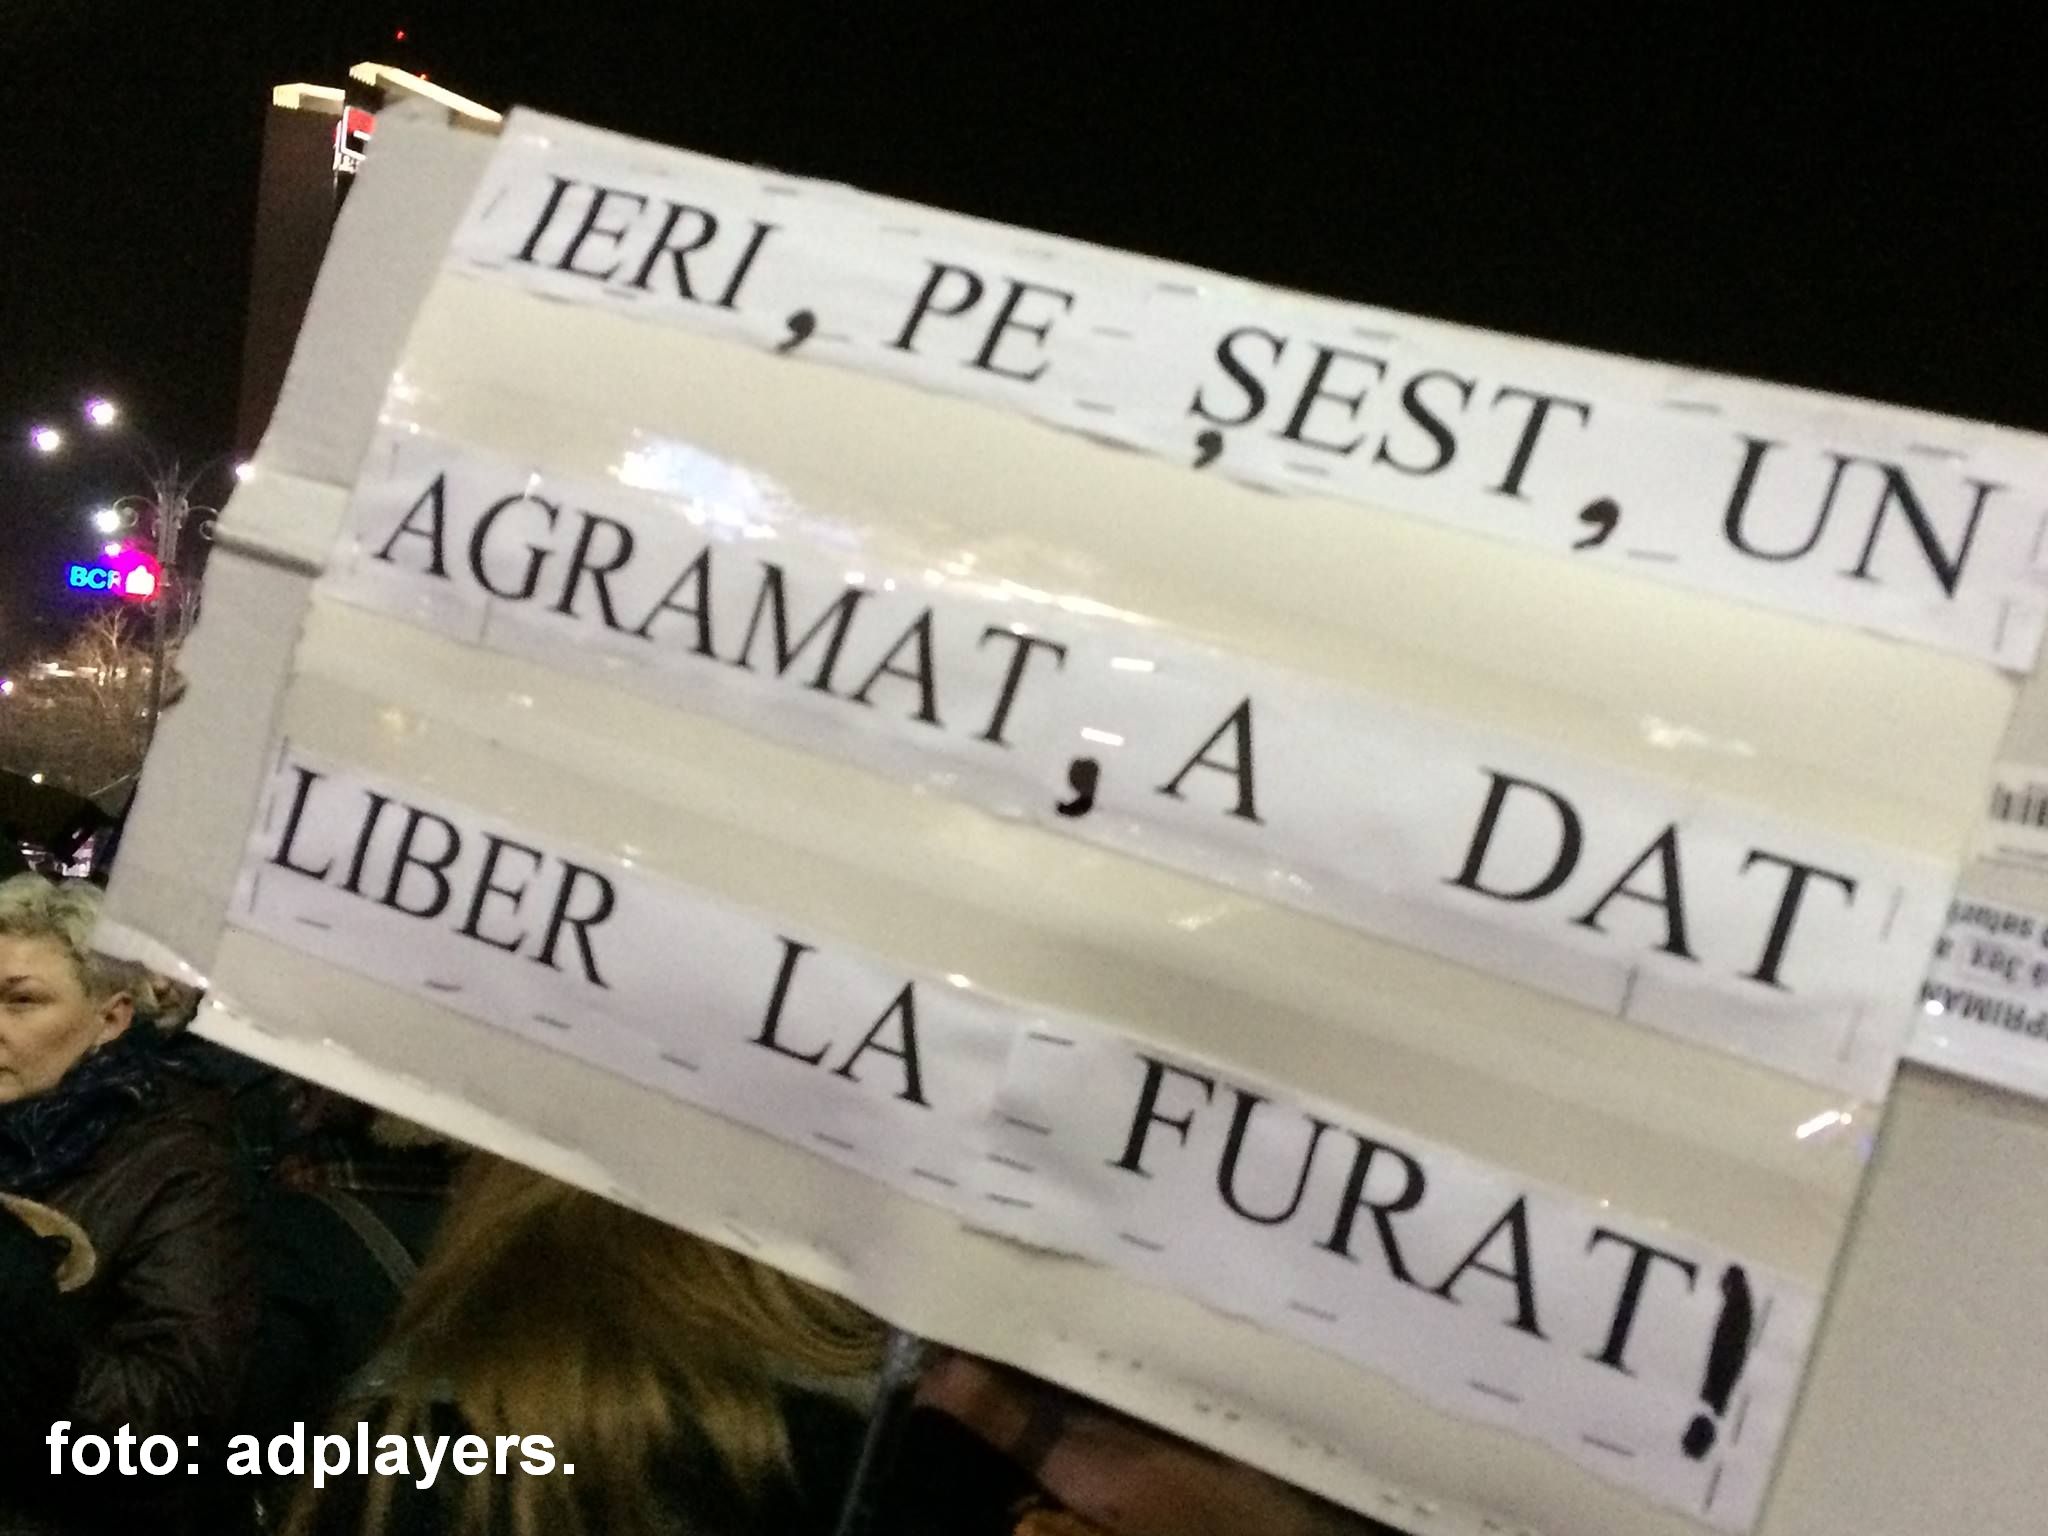 IERI, PE ȘEST, UN
AGRAMAT, A DAT
LIBER LA FURAT!
BCR
foto: adplayers.